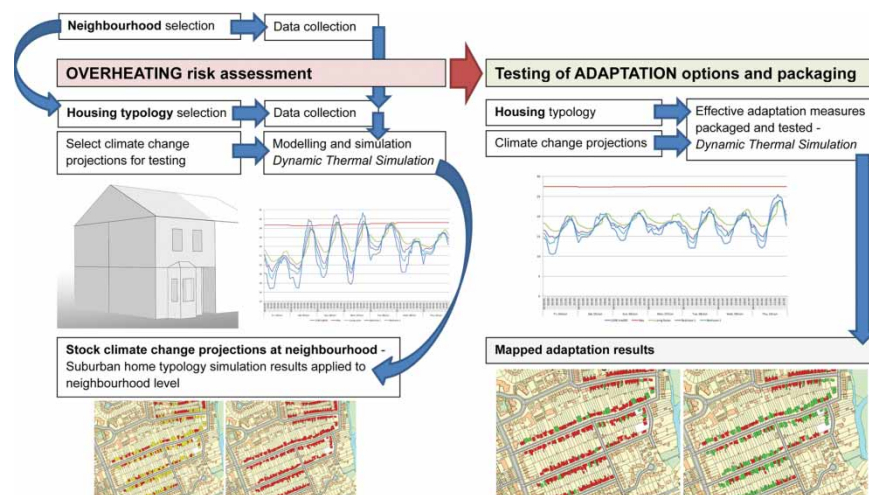 Neighbourhood selection
Data collection
OVERHEATING risk assessment
Testing of ADAPTATION options and packaging
Housing typology selection
Data collection
Housing typology
Effective adaptation measures
packaged and tested -
Dynamic Thermal Simulation
Select climate change
projections for testing
Modelling and simulation
Dynamic Thermal Simulation
Climate change projections
Stock climate change projections at neighbourhood -
Suburban home typology simulation results applied to
neighbourhood level
Mapped adaptation results